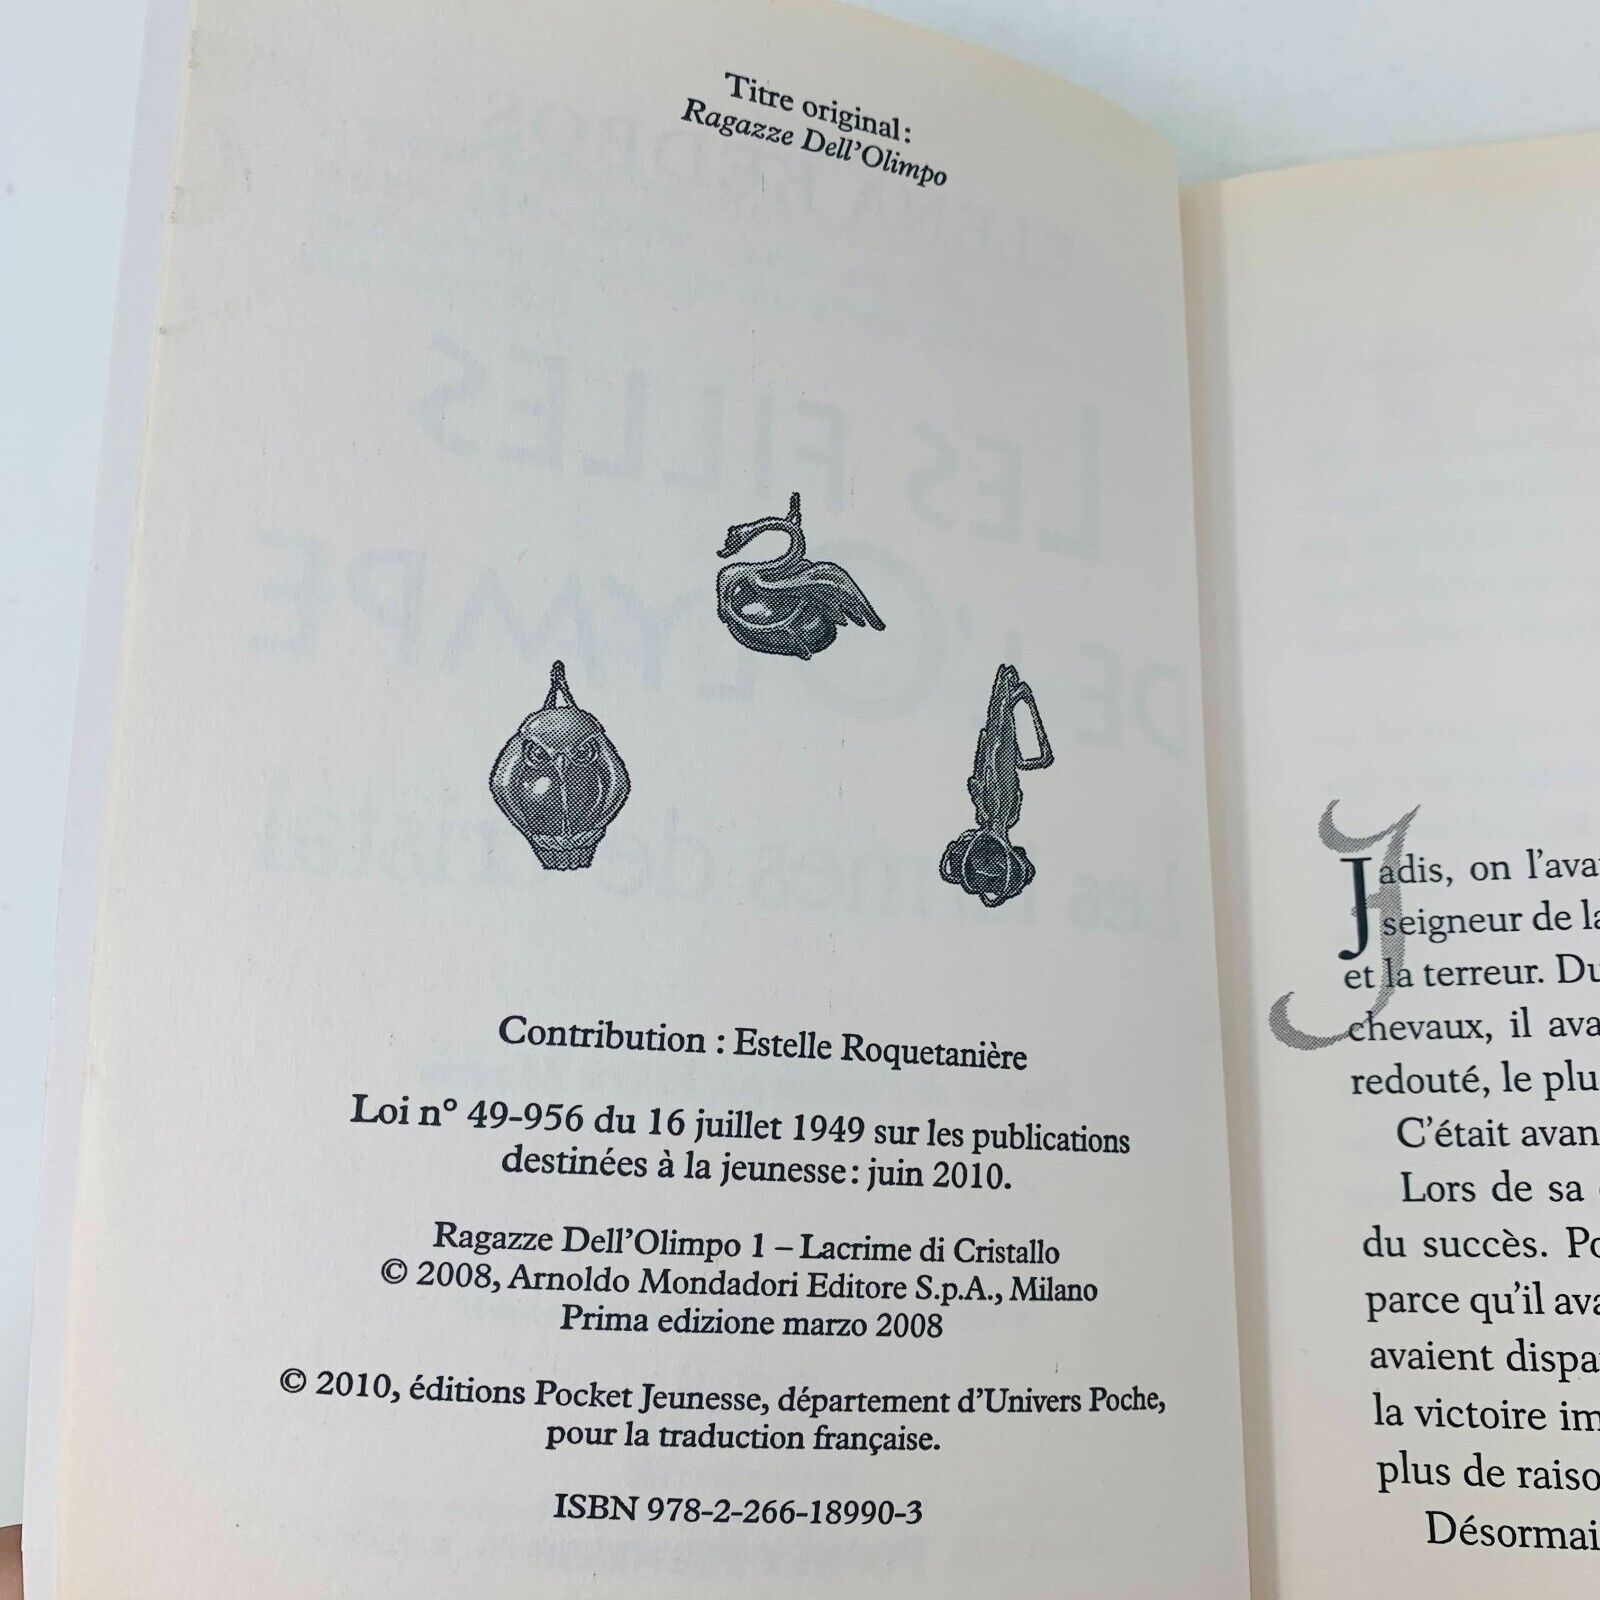 Titre original :
Ragazze Dell'Olimpo
Contribution : Estelle Roquetanière
Loi n° 49-956 du 16 juillet 1949 sur les publications
destinées à la jeunesse : juin 2010.
Ragazze Dell'Olimpo 1 – Lacrime di Cristallo
© 2008, Arnoldo Mondadori Editore S.p.A., Milano
Prima edizione marzo 2008
© 2010, éditions Pocket Jeunesse, département d'Univers Poche,
pour la traduction française.
ISBN 978-2-266-18990-3
Jadis, on l'ava
seigneur de la
et la terreur. Du
chevaux, il ava
redouté, le plu
C'était avan
Lors de sa
du succès. Po
parce qu'il ava
avaient dispa
la victoire im
plus de raiso
Désormai